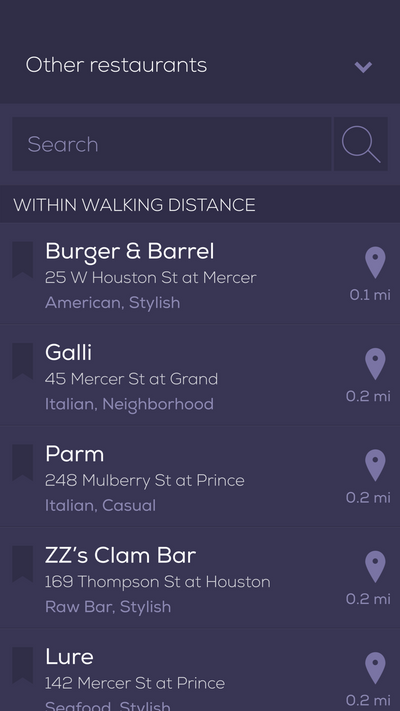 Other restaurants
Search
WITHIN WALKING DISTANCE
Burger & Barrel
25 W Houston St at Mercer
American, Stylish
0.1 mi
Galli
45 Mercer St at Grand
Italian, Neighborhood
0.2 mi
Parm
248 Mulberry St at Prince
Italian, Casual
0.2 mi
ZZ's Clam Bar
169 Thompson St at Houston
Raw Bar, Stylish
0.2 mi
Lure
142 Mercer St at Prince
Seafood, Stylish
0.2 mi